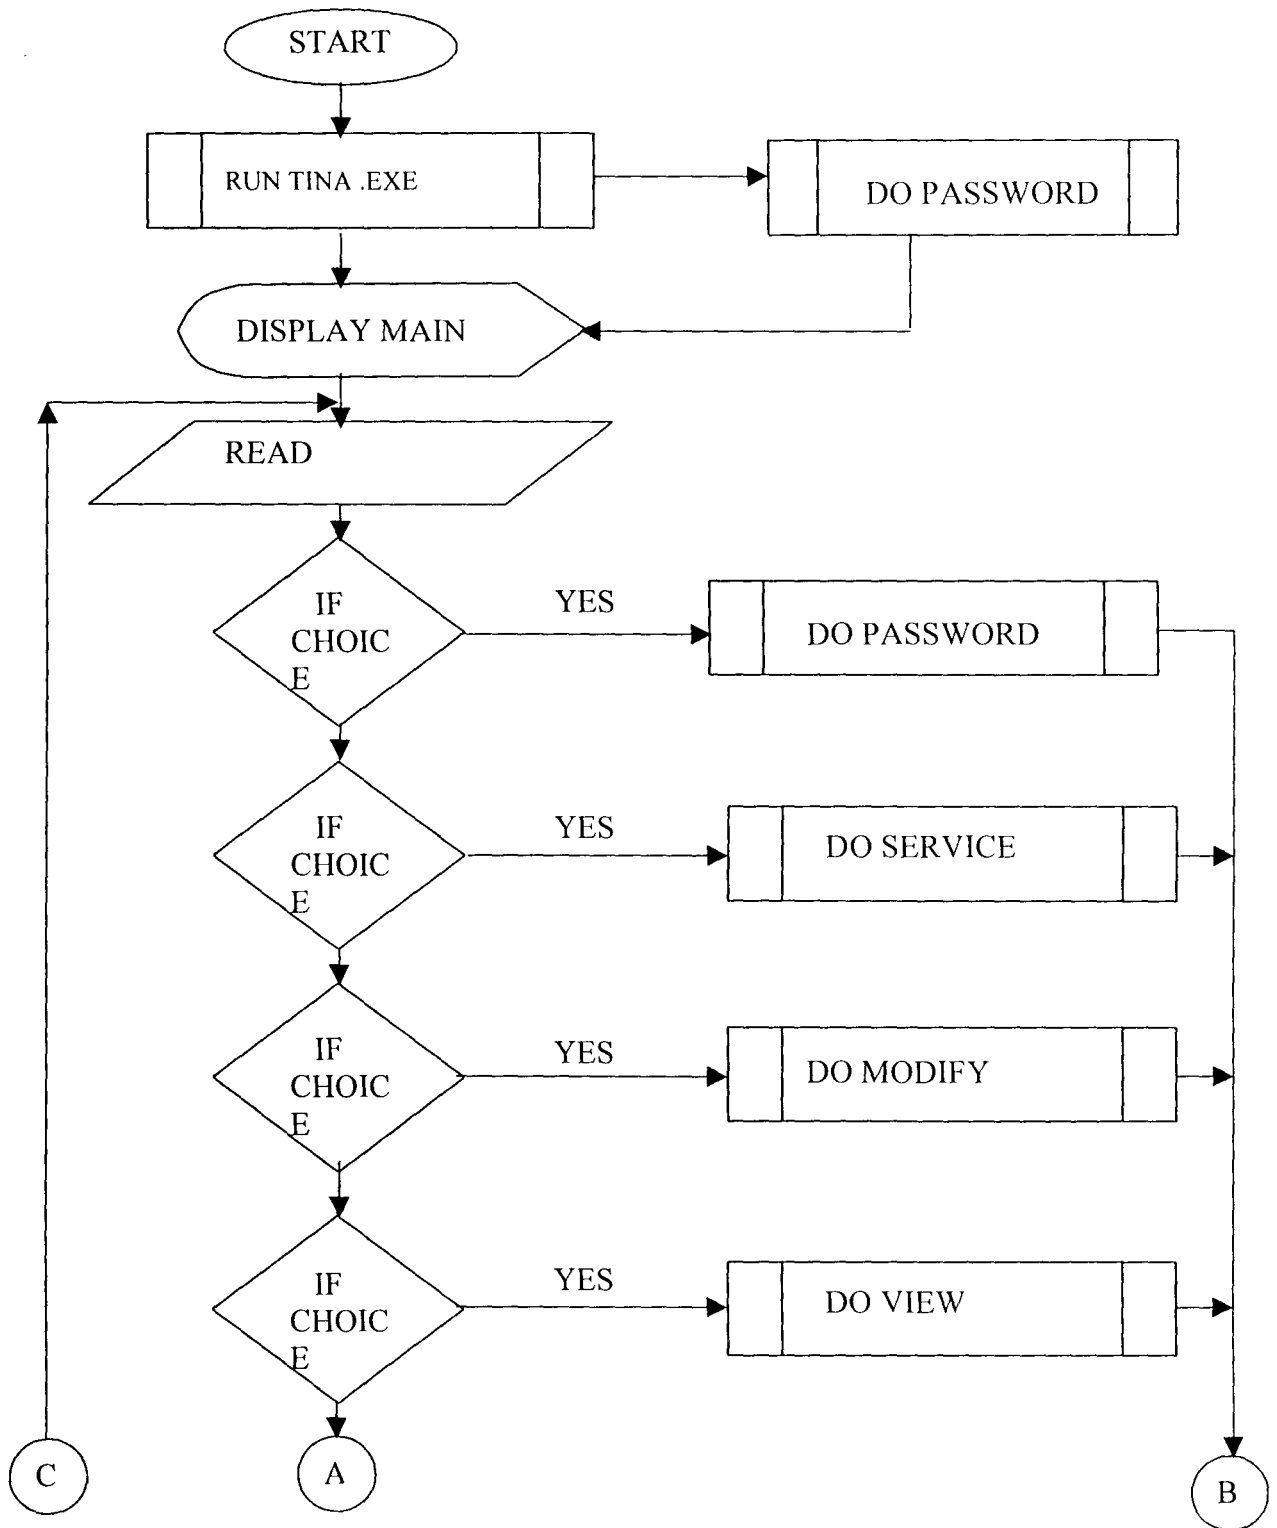 START
RUN TINA .EXE
DO PASSWORD
DISPLAY MAIN
READ
IF
CHOIC
E
YES
DO PASSWORD
IF
CHOIC
E
YES
DO SERVICE
IF
CHOIC
E
YES
DO MODIFY
IF
CHOIC
E
YES
DO VIEW
C
A
B